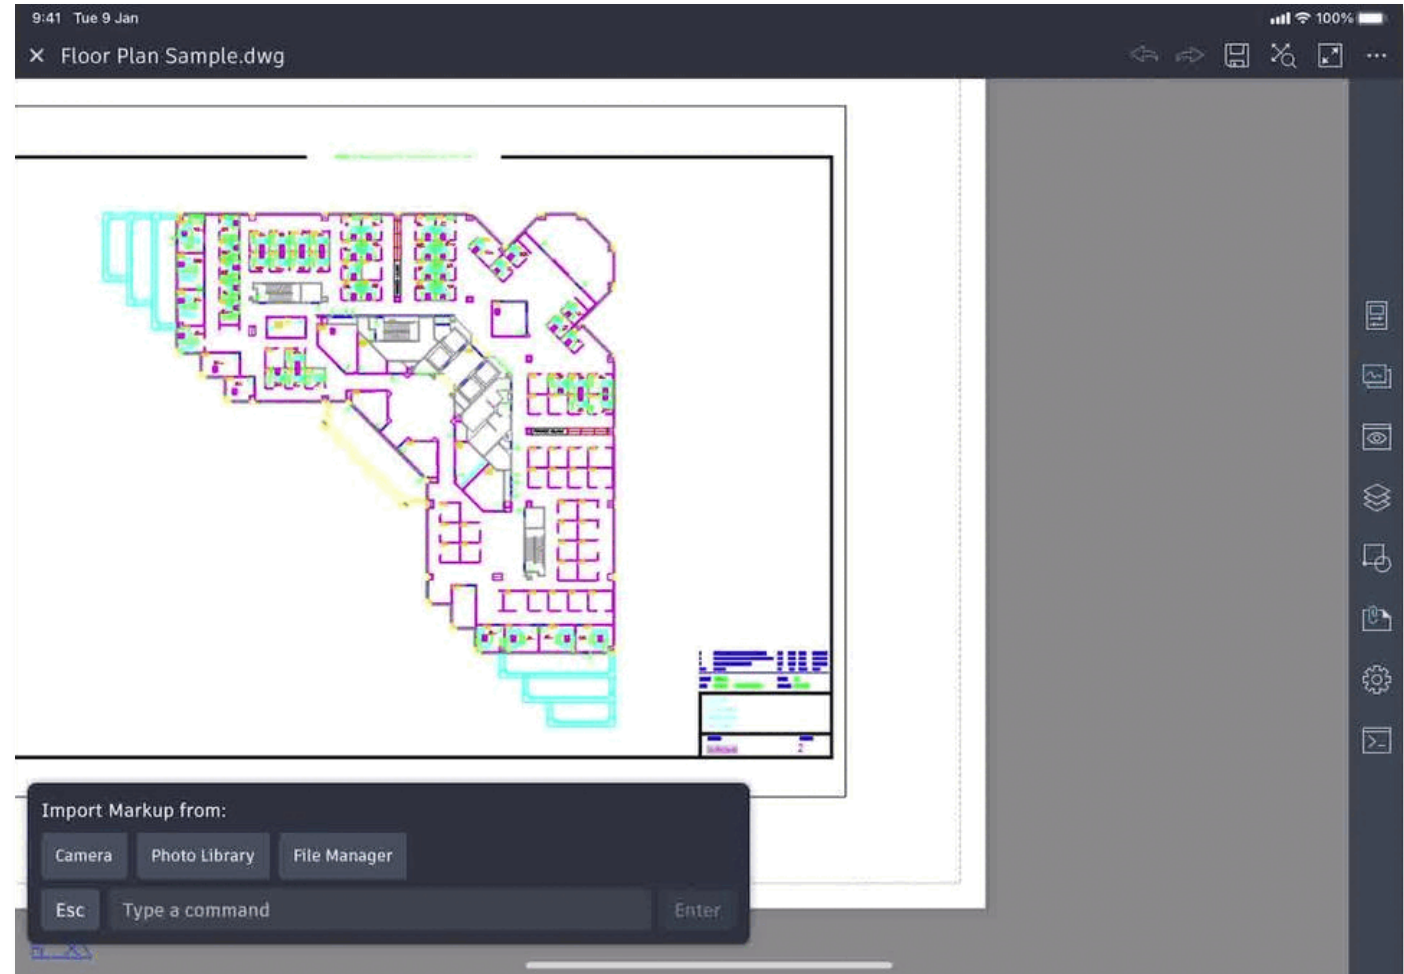 9:41 Tue 9 Jan 100%
Floor Plan Sample.dwg
Import Markup from:
Camera Photo Library File Manager
Esc Type a command Enter